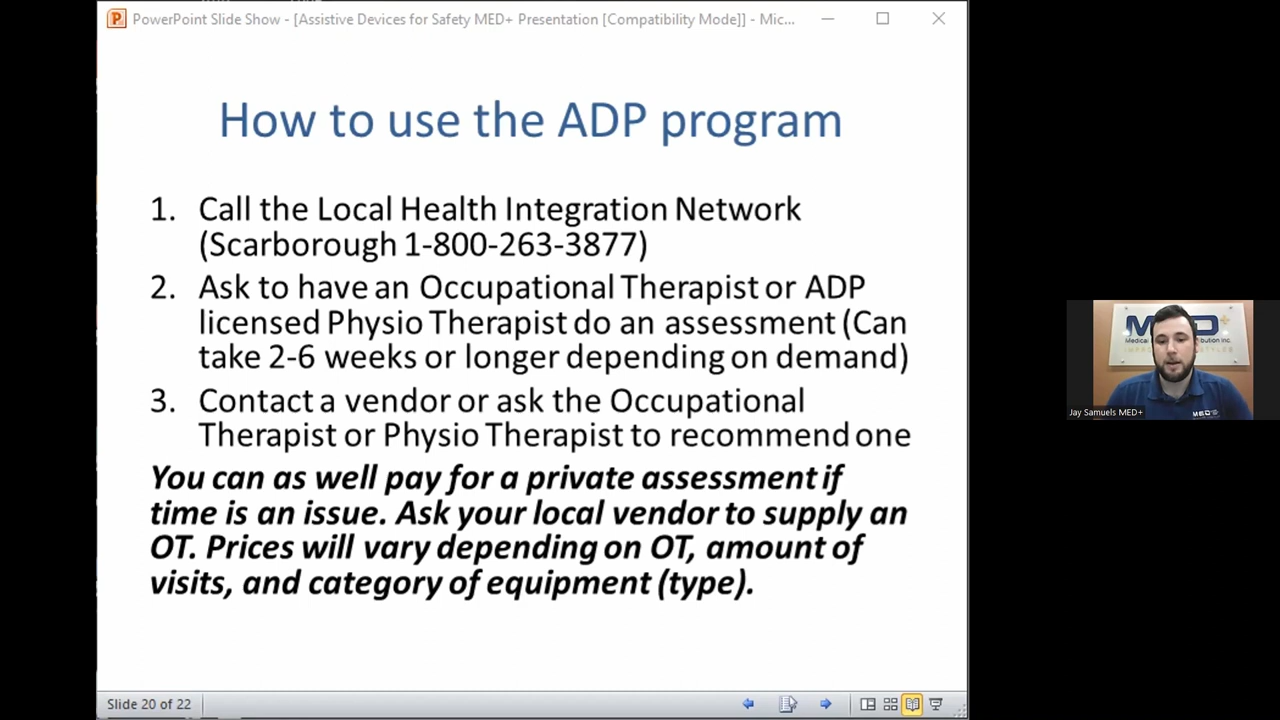 PowerPoint Slide Show - [Assistive Devices for Safety MED+ Presentation [Compatibility Mode]] - Mic...
How to use the ADP program
1. Call the Local Health Integration Network
(Scarborough 1-800-263-3877)
2. Ask to have an Occupational Therapist or ADP
licensed Physio Therapist do an assessment (Can
take 2-6 weeks or longer depending on demand)
3. Contact a vendor or ask the Occupational
Therapist or Physio Therapist to recommend one
You can as well pay for a private assessment if
time is an issue. Ask your local vendor to supply an
OT. Prices will vary depending on OT, amount of
visits, and category of equipment (type).
Slide 20 of 22
Medical
bution Inc.
Jay Samuels MED+